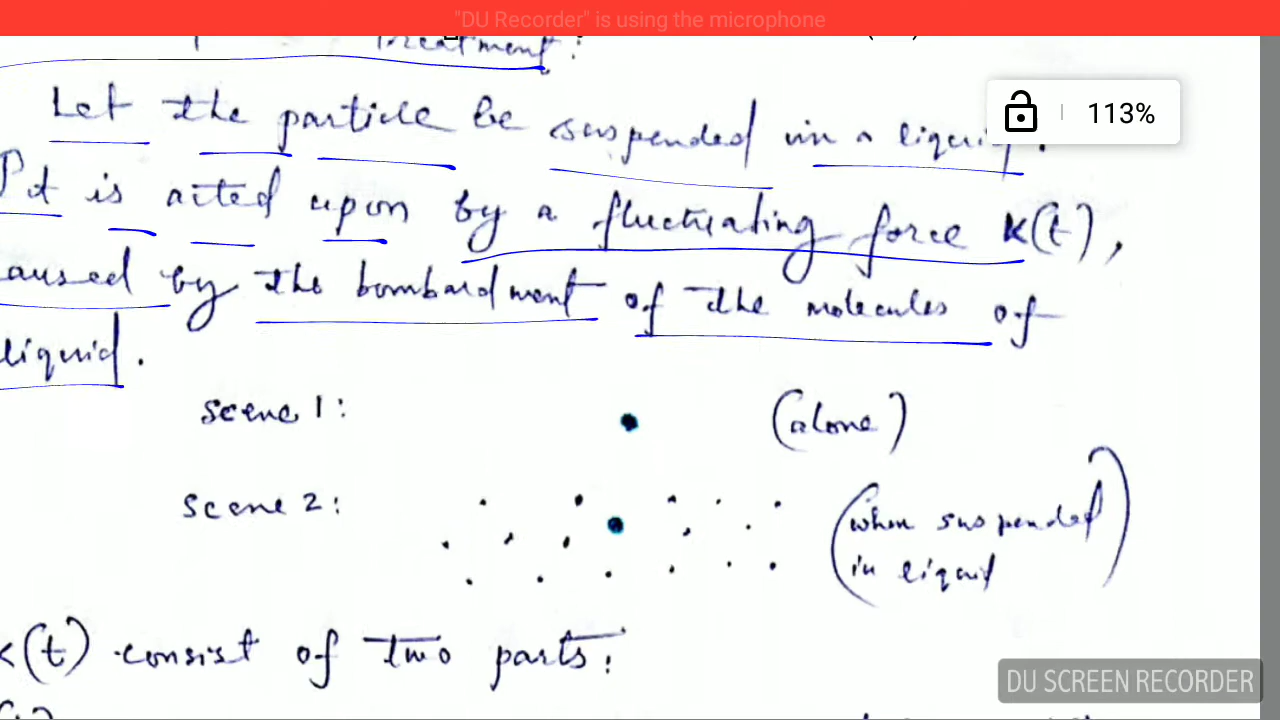 "DU Recorder" is using the microphone
Treatment:
113%
Let the particle be suspended in a liquid.
It is acted upon by a fluctuating force K(t),
caused by the bombardment of the molecules of
liquid.
Scene 1: (alone)
Scene 2: (when suspended
in liquid)
K(t) consist of two parts:
DU SCREEN RECORDER